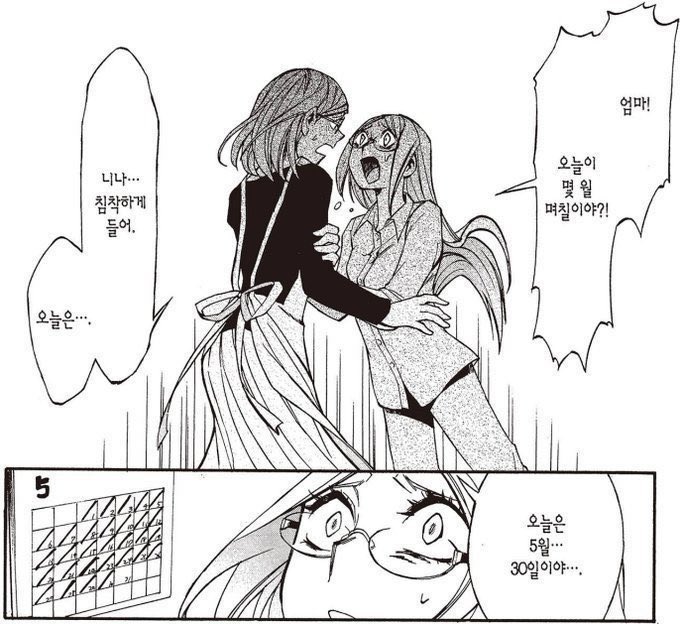 엄마!
오늘이
몇 월
며칠이야?!
니나…
침착하게
들어.
오늘은….
5
오늘은
5월…
30일이야….